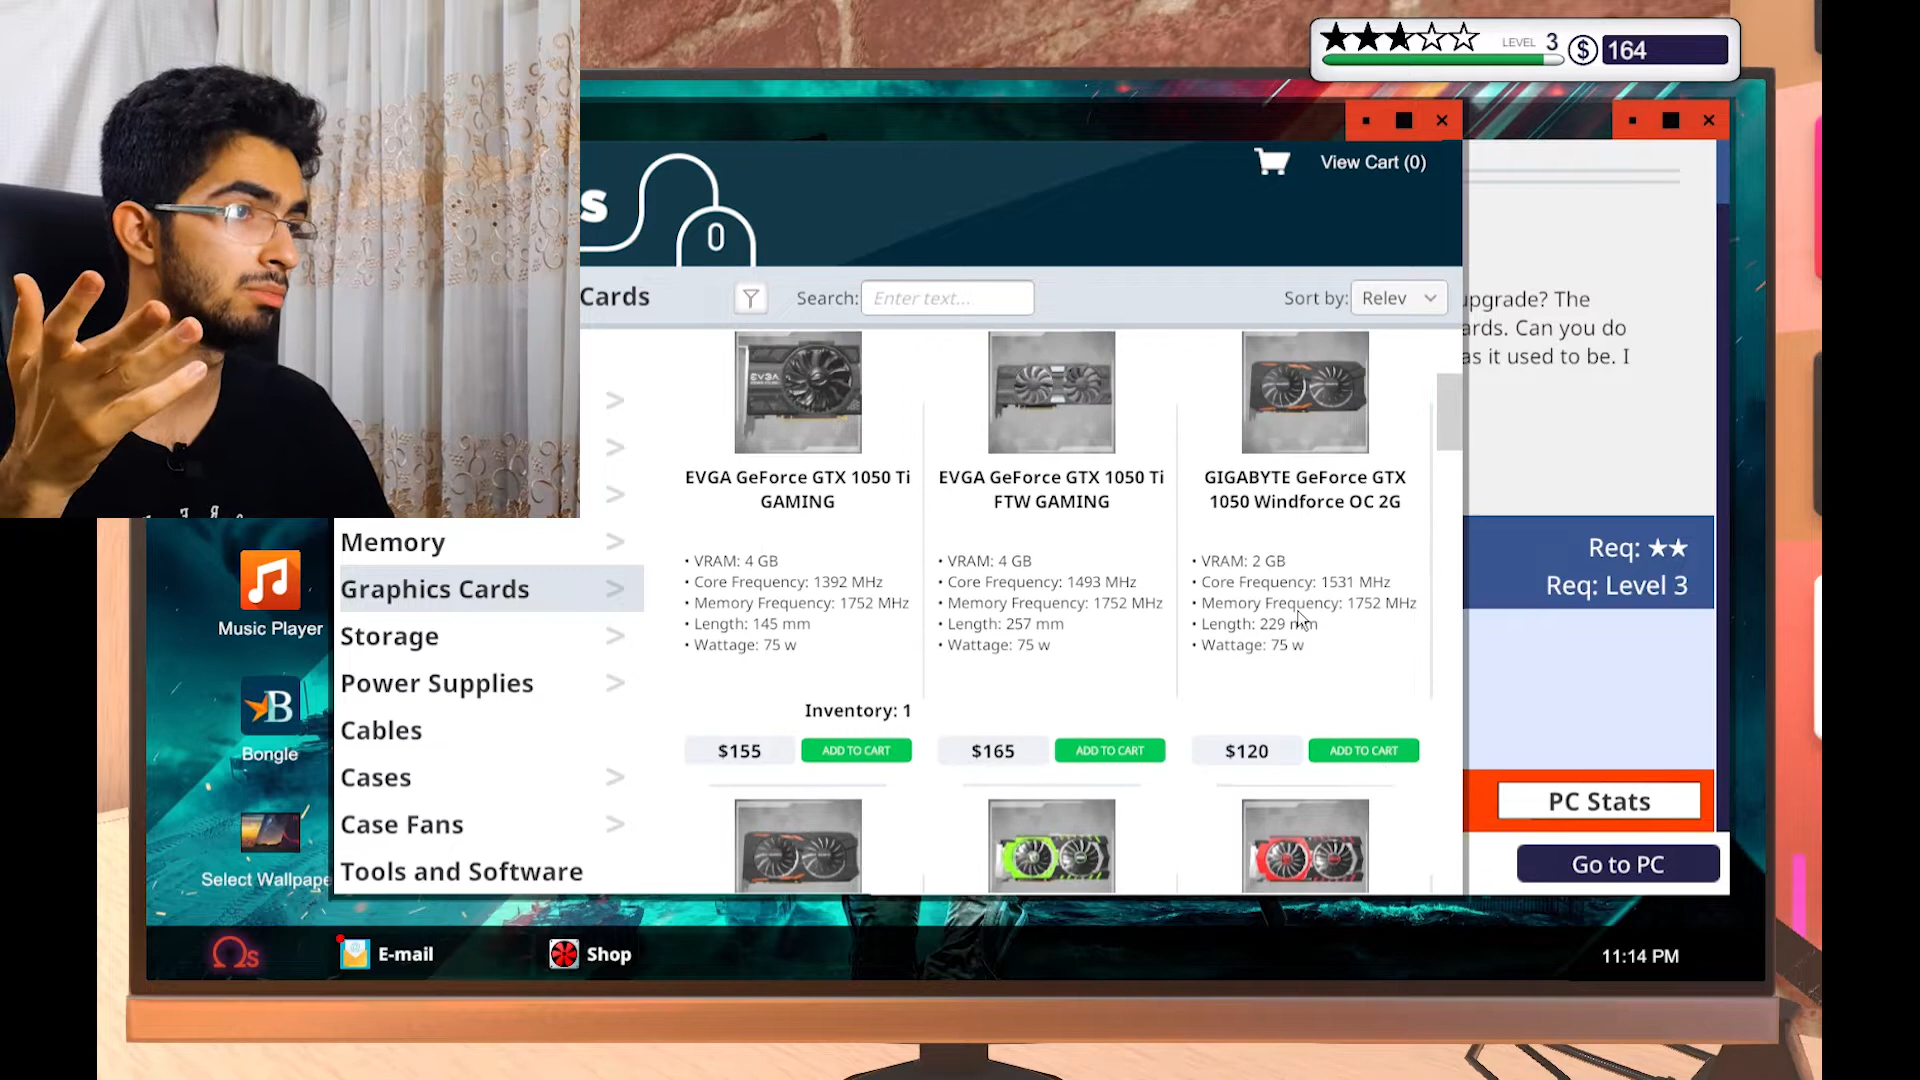 LEVEL 3 $ 164
View Cart (0)
s
Cards
Search: Enter text...
Sort by: Relev
upgrade? The
ards. Can you do
as it used to be. I
EVGA
EVGA GeForce GTX 1050 Ti
GAMING
• VRAM: 4 GB
• Core Frequency: 1392 MHz
• Memory Frequency: 1752 MHz
• Length: 145 mm
• Wattage: 75 w
Inventory: 1
$155 ADD TO CART
EVGA GeForce GTX 1050 Ti
FTW GAMING
• VRAM: 4 GB
• Core Frequency: 1493 MHz
• Memory Frequency: 1752 MHz
• Length: 257 mm
• Wattage: 75 w
$165 ADD TO CART
GIGABYTE GeForce GTX
1050 Windforce OC 2G
• VRAM: 2 GB
• Core Frequency: 1531 MHz
• Memory Frequency: 1752 MHz
• Length: 229 mm
• Wattage: 75 w
$120 ADD TO CART
Memory
Graphics Cards
Storage
Power Supplies
Cables
Cases
Case Fans
Tools and Software
Music Player
B
Bongle
Select Wallpape
Req: ★★
Req: Level 3
PC Stats
Go to PC
Ωs
E-mail
Shop
11:14 PM